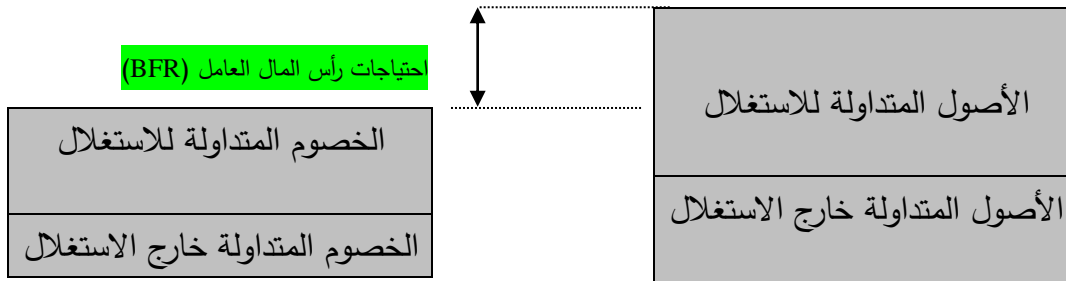 احتياجات رأس المال العامل (BFR)
الأصول المتداولة للاستغلال
الخصوم المتداولة للاستغلال
الأصول المتداولة خارج الاستغلال
الخصوم المتداولة خارج الاستغلال